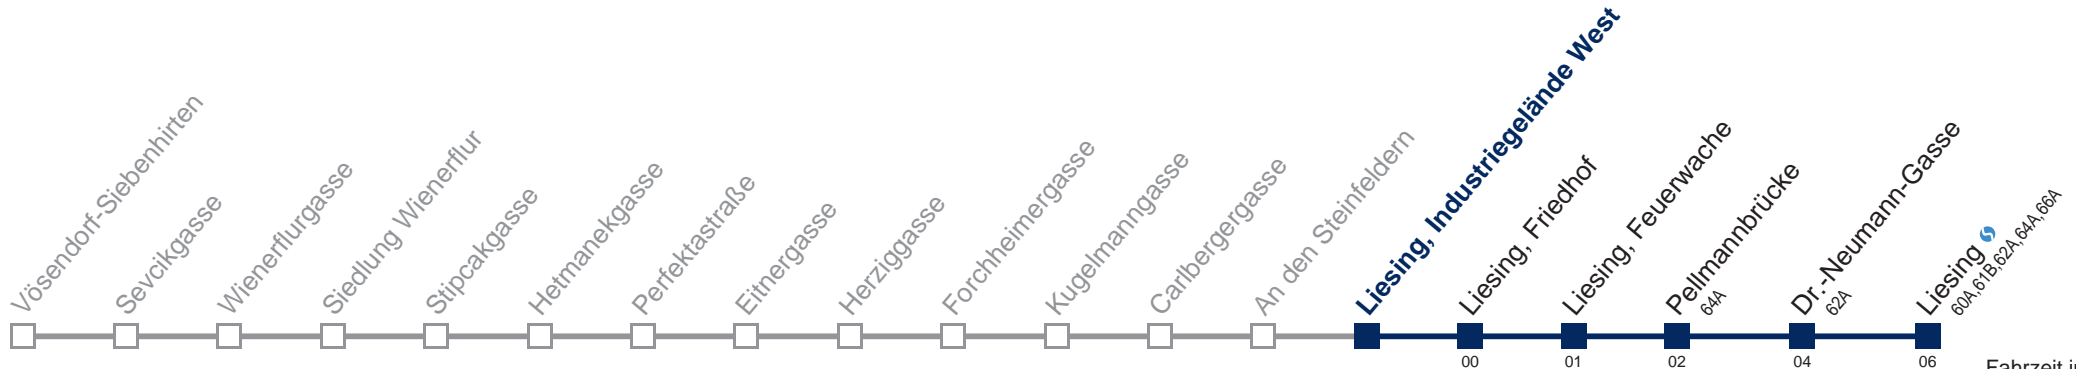 Vösendorf-Siebenhirten
Sevcikgasse
Wienerflurgasse
Siedlung Wienerflur
Stipcakgasse
Hetmanekgasse
Perfektastraße
Eitnergasse
Herziggasse
Forchheimergasse
Kugelmanngasse
Carlbergergasse
An den Steinfeldern
Liesing, Industriegelände West
Liesing, Friedhof
Liesing, Feuerwache
Pellmannbrücke
64A
Dr.-Neumann-Gasse
62A
Liesing
60A,61B,62A,64A,66A
00
01
02
04
06
Fahrzeit